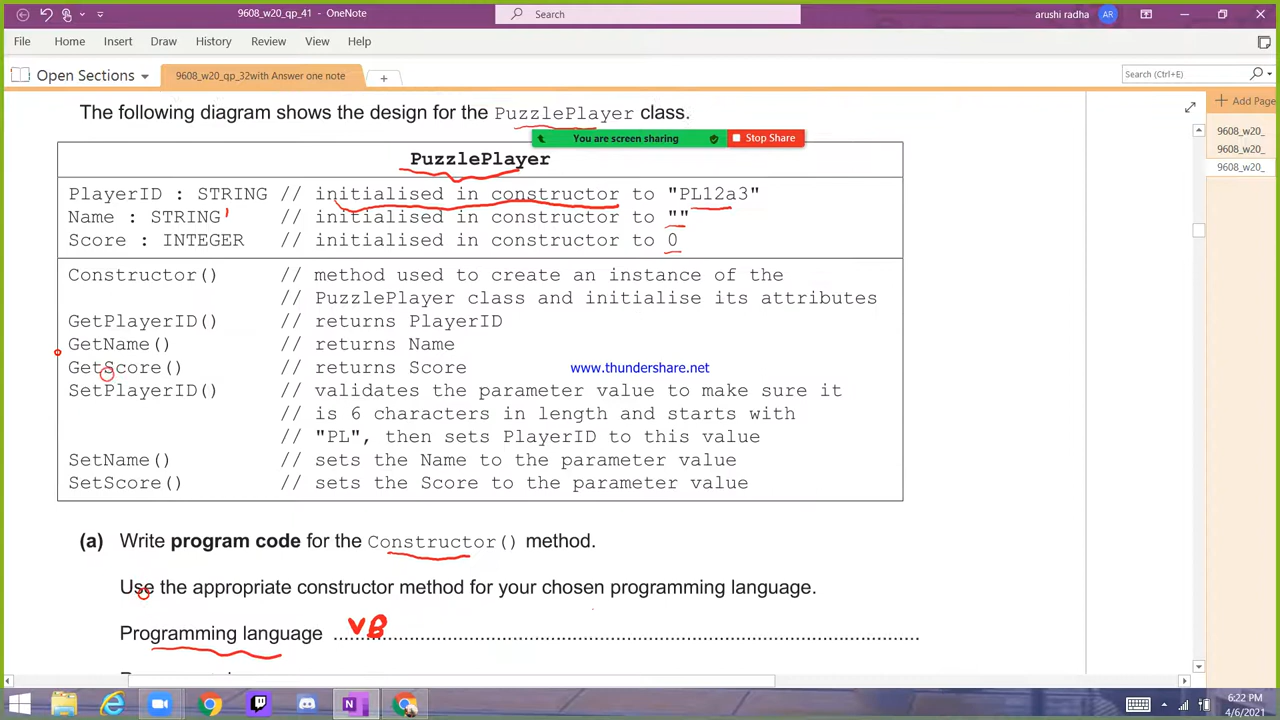 9608_w20_qp_41 - OneNote
Search
arushi radha
AR
File Home Insert Draw History Review View Help
Open Sections
9608_w20_qp_32with Answer one note
Search (Ctrl+E)
Add Page
9608_w20_
9608_w20_
9608_w20_
The following diagram shows the design for the PuzzlePlayer class.
You are screen sharing
Stop Share
PuzzlePlayer
PlayerID : STRING // initialised in constructor to "PL12a3"
Name : STRING // initialised in constructor to ""
Score : INTEGER // initialised in constructor to 0
Constructor() // method used to create an instance of the
// PuzzlePlayer class and initialise its attributes
GetPlayerID() // returns PlayerID
GetName() // returns Name
GetScore() // returns Score
www.thundershare.net
SetPlayerID() // validates the parameter value to make sure it
// is 6 characters in length and starts with
// "PL", then sets PlayerID to this value
SetName() // sets the Name to the parameter value
SetScore() // sets the Score to the parameter value
(a) Write program code for the Constructor() method.
Use the appropriate constructor method for your chosen programming language.
Programming language VB
6:22 PM
4/6/2021